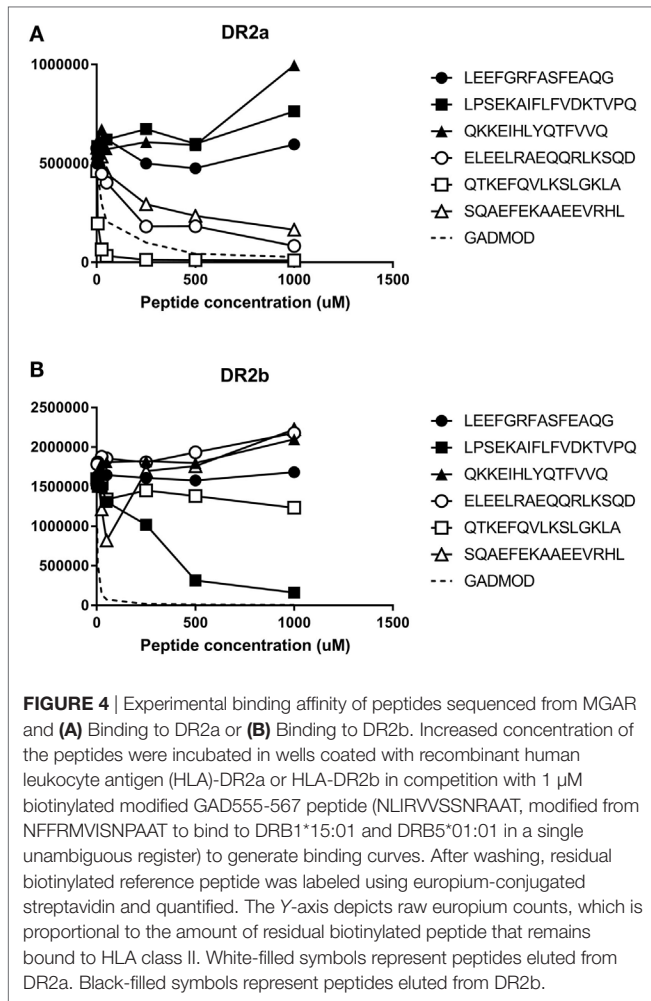 A
DR2a
1000000
500000
0
0
500
1000
1500
Peptide concentration (uM)
LEEFGRFASFEAQG
LPSEKAIFLFVDKTVPQ
QKKEIHLYQTFVVQ
ELEELRAEQQRLKSQD
QTKEFQVLKSLGKLA
SQAEFEKAAEEVRHL
GADMOD
B
DR2b
2500000
2000000
1500000
1000000
500000
0
0
500
1000
1500
Peptide concentration (uM)
LEEFGRFASFEAQG
LPSEKAIFLFVDKTVPQ
QKKEIHLYQTFVVQ
ELEELRAEQQRLKSQD
QTKEFQVLKSLGKLA
SQAEFEKAAEEVRHL
GADMOD
FIGURE 4 | Experimental binding affinity of peptides sequenced from MGAR
and (A) Binding to DR2a or (B) Binding to DR2b. Increased concentration of
the peptides were incubated in wells coated with recombinant human
leukocyte antigen (HLA)-DR2a or HLA-DR2b in competition with 1 µM
biotinylated modified GAD555-567 peptide (NLIRVVSSNRAAT, modified from
NFFRMVISNPAAT to bind to DRB1*15:01 and DRB5*01:01 in a single
unambiguous register) to generate binding curves. After washing, residual
biotinylated reference peptide was labeled using europium-conjugated
streptavidin and quantified. The Y-axis depicts raw europium counts, which is
proportional to the amount of residual biotinylated peptide that remains
bound to HLA class II. White-filled symbols represent peptides eluted from
DR2a. Black-filled symbols represent peptides eluted from DR2b.